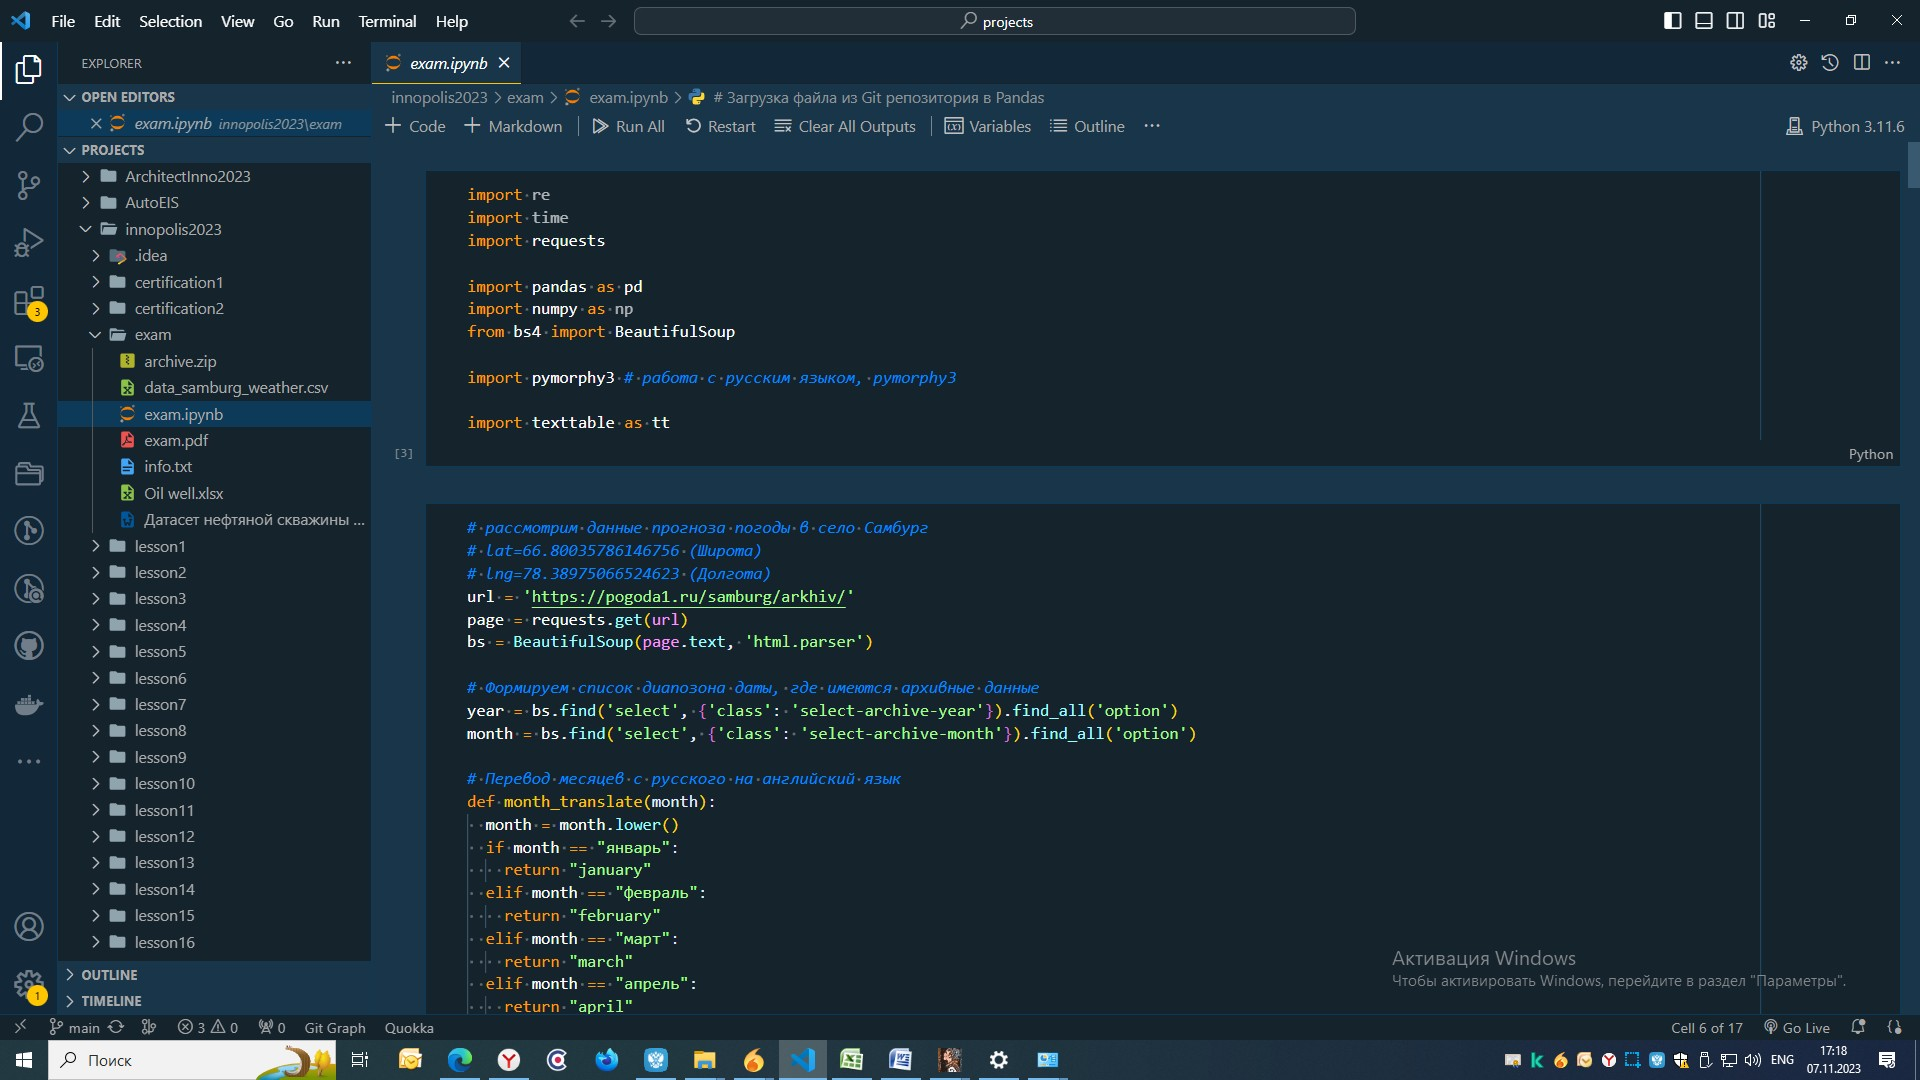 File Edit Selection View Go Run Terminal Help
projects
EXPLORER
exam.ipynb
OPEN EDITORS
exam.ipynb innopolis2023\exam
PROJECTS
ArchitectInno2023
AutoEIS
innopolis2023
.idea
certification1
certification2
exam
archive.zip
data_samburg_weather.csv
exam.ipynb
exam.pdf
info.txt
Oil well.xlsx
Датасет нефтяной скважины ...
lesson1
lesson2
lesson3
lesson4
lesson5
lesson6
lesson7
lesson8
lesson9
lesson10
lesson11
lesson12
lesson13
lesson14
lesson15
lesson16
OUTLINE
TIMELINE
innopolis2023 > exam > exam.ipynb > # Загрузка файла из Git репозитория в Pandas
+ Code + Markdown Run All Restart Clear All Outputs Variables Outline ... Python 3.11.6
import re
import time
import requests
import pandas as pd
import numpy as np
from bs4 import BeautifulSoup
import pymorphy3 # работа с русским языком, pymorphy3
import texttable as tt
[3]
Python
# рассмотрим данные прогноза погоды в село Самбург
# lat=66.80035786146756 (Широта)
# lng=78.38975066524623 (Долгота)
url = 'https://pogoda1.ru/samburg/arkhiv/'
page = requests.get(url)
bs = BeautifulSoup(page.text, 'html.parser')
# Формируем список диапозона даты, где имеются архивные данные
year = bs.find('select', {'class': 'select-archive-year'}).find_all('option')
month = bs.find('select', {'class': 'select-archive-month'}).find_all('option')
# Перевод месяцев с русского на английский язык
def month_translate(month):
month = month.lower()
if month == "январь":
return "january"
elif month == "февраль":
return "february"
elif month == "март":
return "march"
elif month == "апрель":
return "april"
Активация Windows
Чтобы активировать Windows, перейдите в раздел "Параметры".
3
1
main 3 0 0 Git Graph Quokka
Cell 6 of 17 Go Live
Поиск
ENG
17:18
07.11.2023